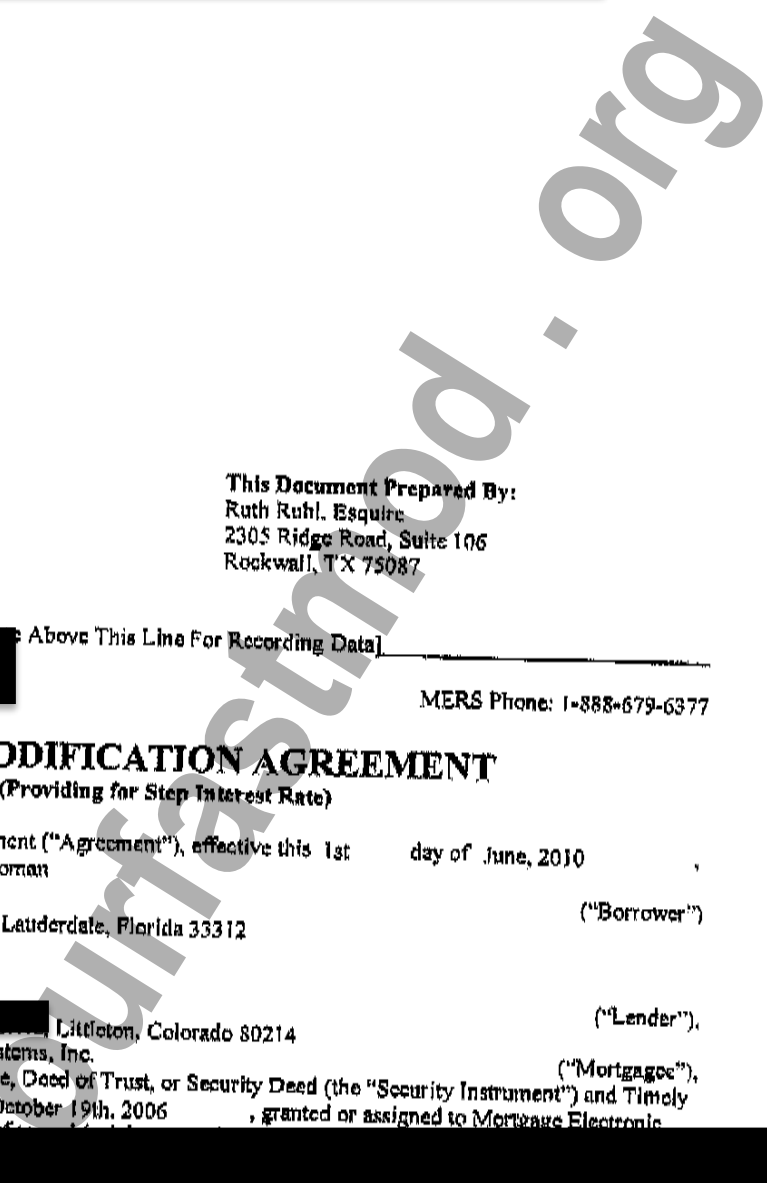 This Document Prepared By:
Ruth Ruhl, Esquire
2305 Ridge Road, Suite 106
Rockwall, TX 75087
Above This Line For Recording Data]
MERS Phone: 1-888-679-6377
ODIFICATION AGREEMENT
(Providing for Step Interest Rate)
ment ("Agreement"), effective this 1st day of June, 2010 ,
oman
("Borrower")
Lauderdale, Florida 33312
("Lender"),
, Littleton, Colorado 80214
stems, Inc.
("Mortgagee"),
e, Deed of Trust, or Security Deed (the "Security Instrument") and Timely
October 19th, 2006 , granted or assigned to Mortgage Electronic
ourfastmod.org